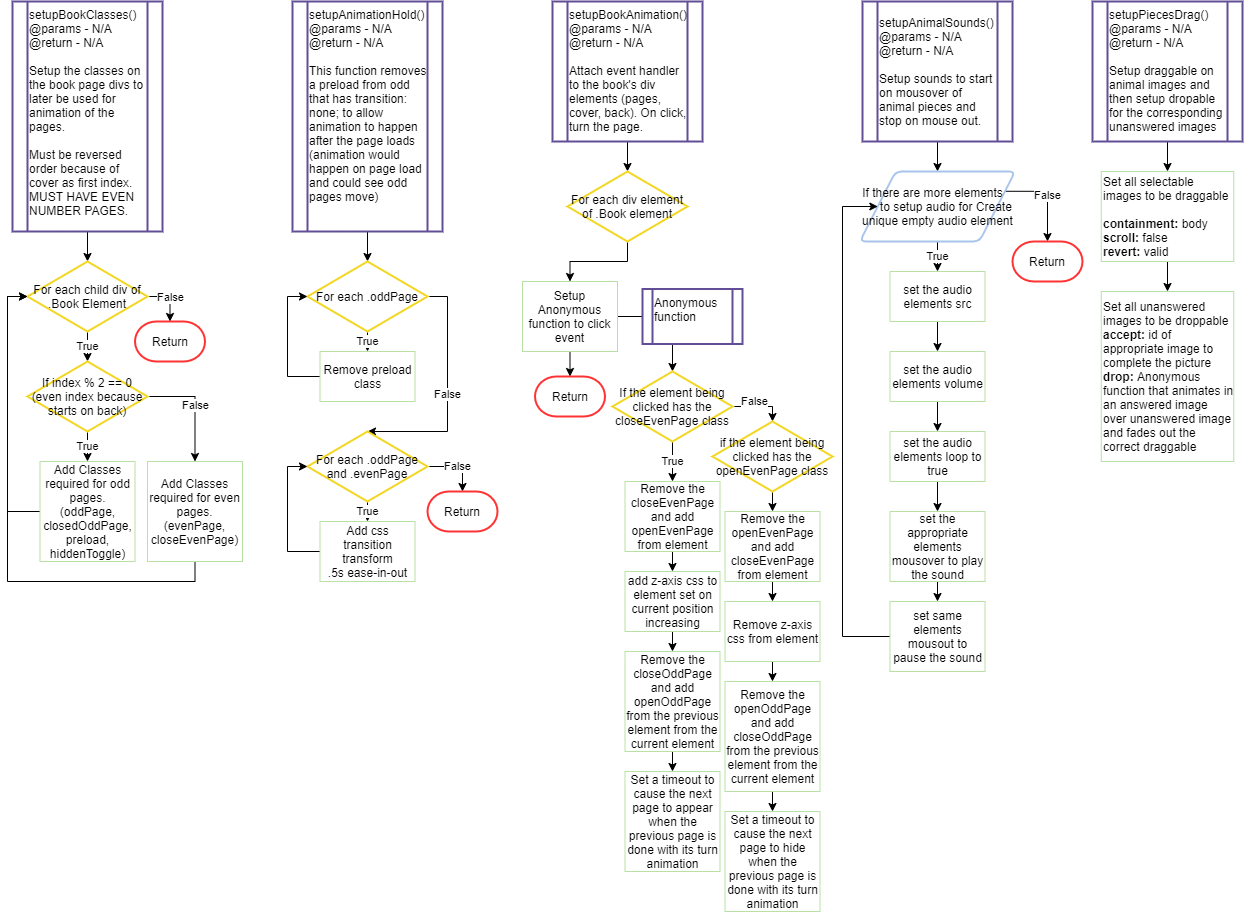 setupBookClasses()
@params - N/A
@return - N/A
Setup the classes on
the book page divs to
later be used for
animation of the
pages.
Must be reversed
order because of
cover as first index.
MUST HAVE EVEN
NUMBER PAGES.
For each child div of
.Book Element
False
Return
True
If index % 2 == 0
(even index because
starts on back)
False
True
Add Classes
required for odd
pages.
(oddPage,
closedOddPage,
preload,
hiddenToggle)
Add Classes
required for even
pages.
(evenPage,
closeEvenPage)
setupAnimationHold()
@params - N/A
@return - N/A
This function removes
a preload from odd
that has transition:
none; to allow
animation to happen
after the page loads
(animation would
happen on page load
and could see odd
pages move)
For each .oddPage
True
Remove preload
class
False
For each .oddPage
and .evenPage
False
Return
True
Add css
transition
transform
.5s ease-in-out
setupBookAnimation()
@params - N/A
@return - N/A
Attach event handler
to the book's div
elements (pages,
cover, back). On click,
turn the page.
For each div element
of .Book element
Setup
Anonymous
function to click
event
Return
Anonymous
function
If the element being
clicked has the
closeEvenPage class
False
True
if the element being
clicked has the
openEvenPage class
Remove the
closeEvenPage
and add
openEvenPage
from element
add z-axis css to
element set on
current position
increasing
Remove the
closeOddPage
and add
openOddPage
from the previous
element from the
current element
Set a timeout to
cause the next
page to appear
when the
previous page is
done with its turn
animation
Remove the
openEvenPage
and add
closeEvenPage
from element
Remove z-axis
css from element
Remove the
openOddPage
and add
closeOddPage
from the previous
element from the
current element
Set a timeout to
cause the next
page to hide
when the
previous page is
done with its turn
animation
setupAnimalSounds()
@params - N/A
@return - N/A
Setup sounds to start
on mousover of
animal pieces and
stop on mouse out.
If there are more elements
to setup audio for Create
unique empty audio element
False
Return
True
set the audio
elements src
set the audio
elements volume
set the audio
elements loop to
true
set the
appropriate
elements
mousover to play
the sound
set same
elements
mousout to
pause the sound
setupPiecesDrag()
@params - N/A
@return - N/A
Setup draggable on
animal images and
then setup dropable
for the corresponding
unanswered images
Set all selectable
images to be draggable
containment: body
scroll: false
revert: valid
Set all unanswered
images to be droppable
accept: id of
appropriate image to
complete the picture
drop: Anonymous
function that animates in
an answered image
over unanswered image
and fades out the
correct draggable